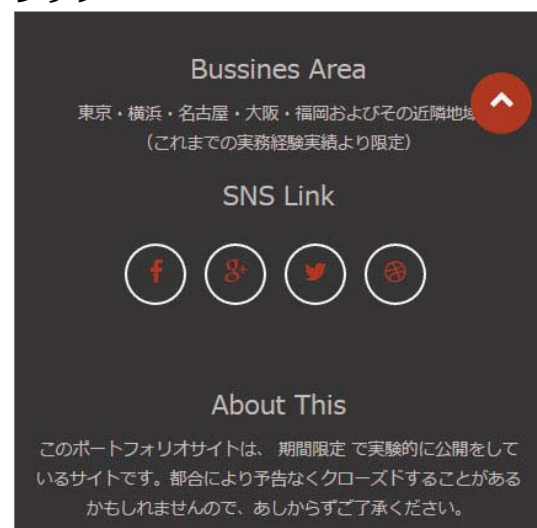 Bussines Area
東京・横浜・名古屋・大阪・福岡およびその近隣地域
（これまでの実務経験実績より限定）
SNS Link
f
g+
About This
このポートフォリオサイトは、 期間限定 で実験的に公開をして
いるサイトです。都合により予告なくクローズドすることがある
かもしれませんので、あしからずご了承ください。